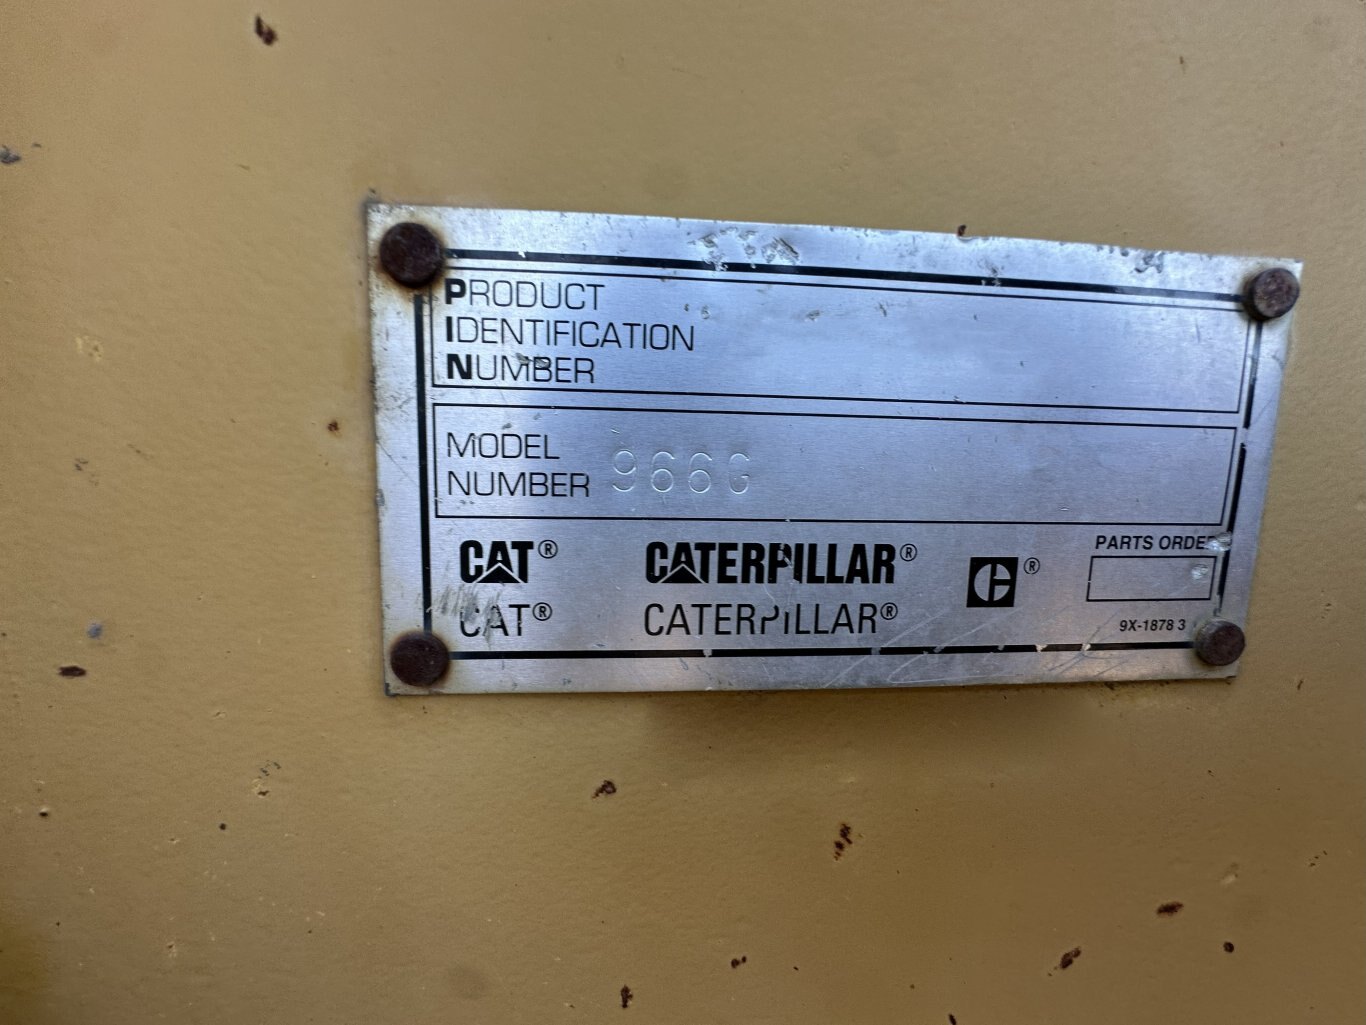 PRODUCT
IDENTIFICATION
NUMBER
MODEL
NUMBER 966G
CAT® CATERPILLAR® ®
CAT® CATERPILLAR®
PARTS ORDER
9X-1878 3